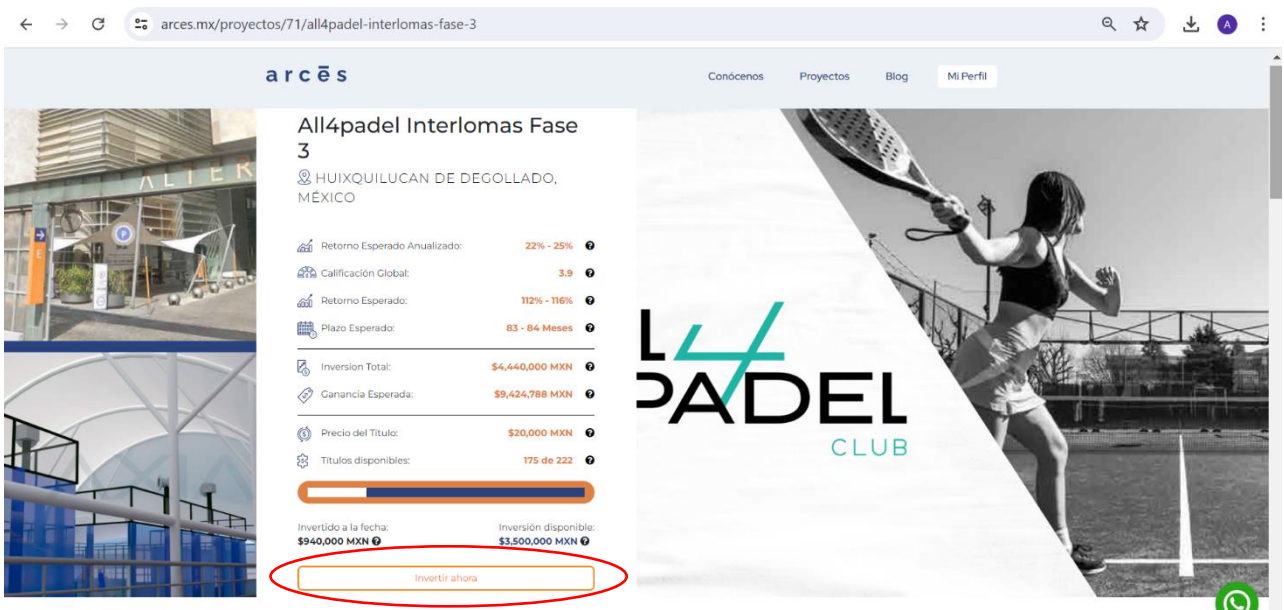 arces.mx/proyectos/71/all4padel-interlomas-fase-3
A
arcēs
Conócenos Proyectos Blog Mi Perfil
ALTER
P
E
All4padel Interlomas Fase
3
HUIXQUILUCAN DE DEGOLLADO,
MÉXICO
Retorno Esperado Anualizado: 22% - 25%
Calificación Global: 3.9
Retorno Esperado: 112% - 116%
Plazo Esperado: 83 - 84 Meses
Inversion Total: $4,440,000 MXN
Ganancia Esperada: $9,424,788 MXN
Precio del Título: $20,000 MXN
Títulos disponibles: 175 de 222
Invertido a la fecha: Inversión disponible:
$940,000 MXN $3,500,000 MXN
Invertir ahora
L4
PADEL
CLUB